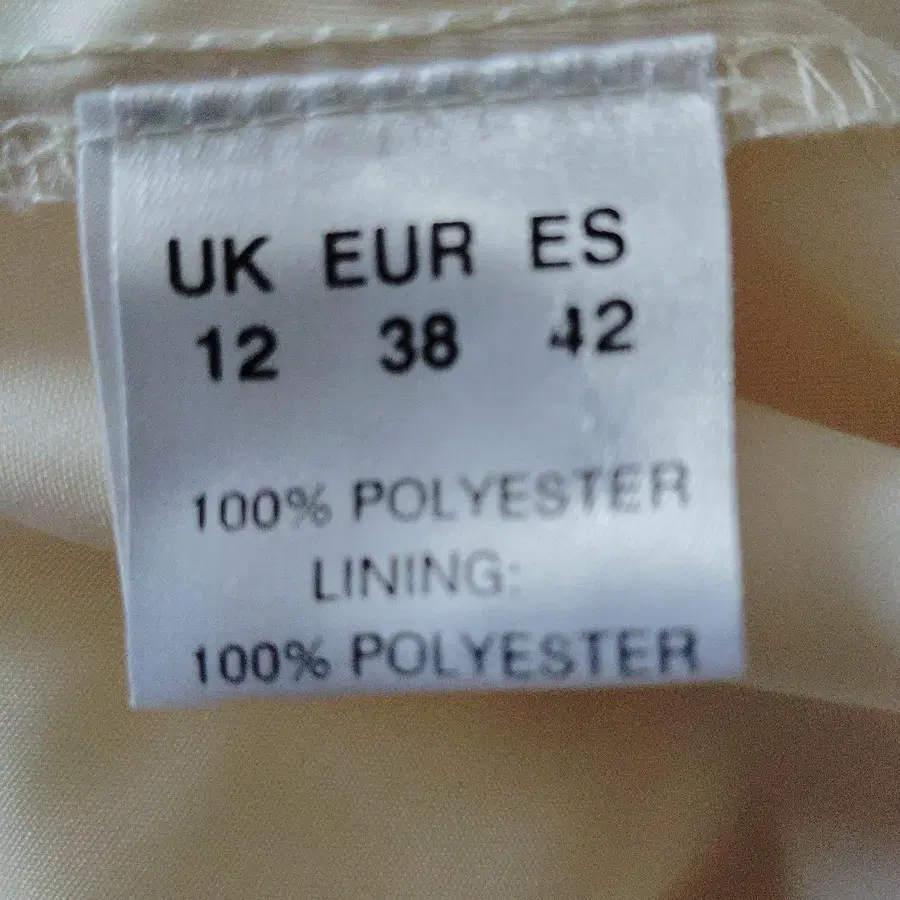 UK EUR ES
12 38 42
100% POLYESTER
LINING:
100% POLYESTER